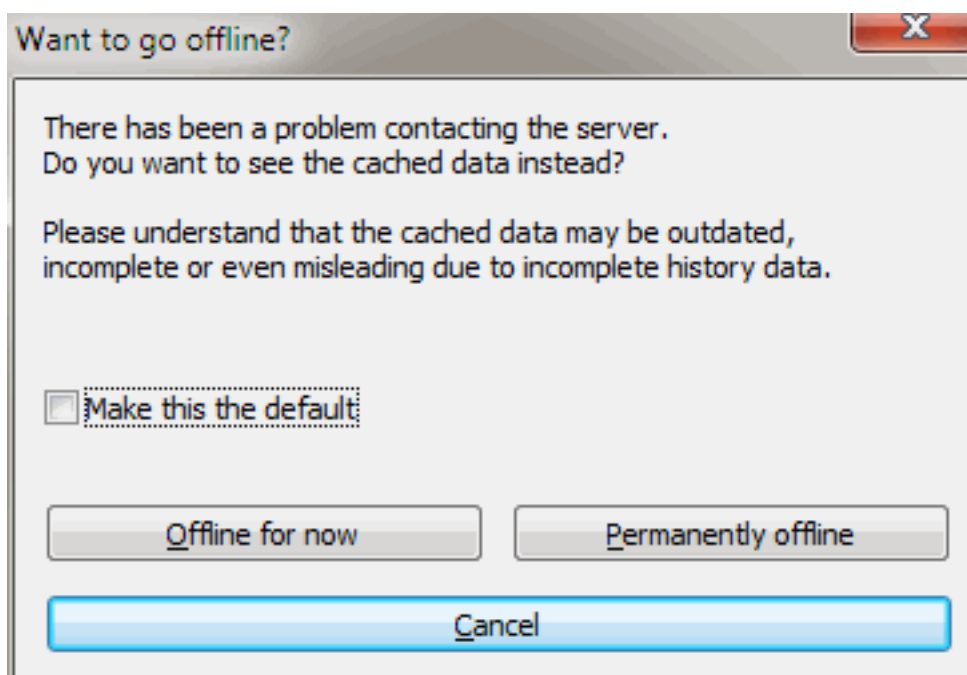 Want to go offline?
There has been a problem contacting the server.
Do you want to see the cached data instead?
Please understand that the cached data may be outdated,
incomplete or even misleading due to incomplete history data.
Make this the default
Offline for now
Permanently offline
Cancel